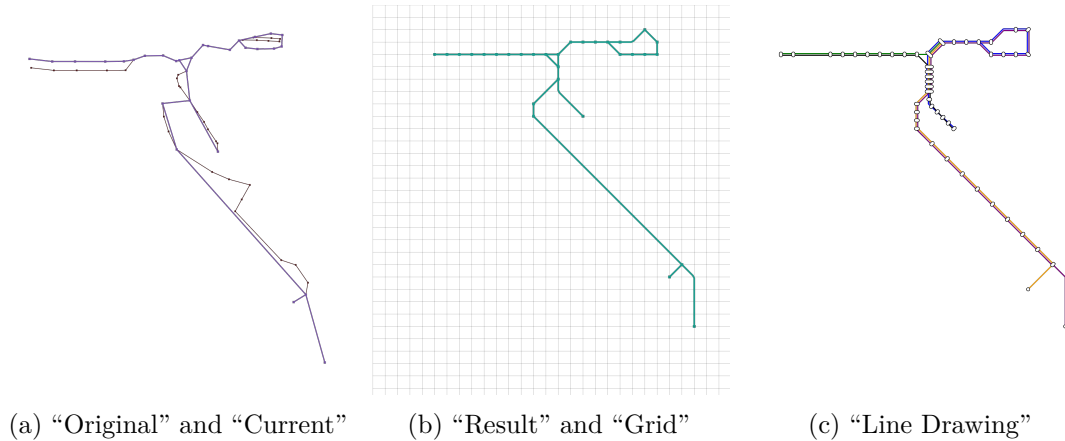 (a) “Original” and “Current” (b) “Result” and “Grid” (c) “Line Drawing”